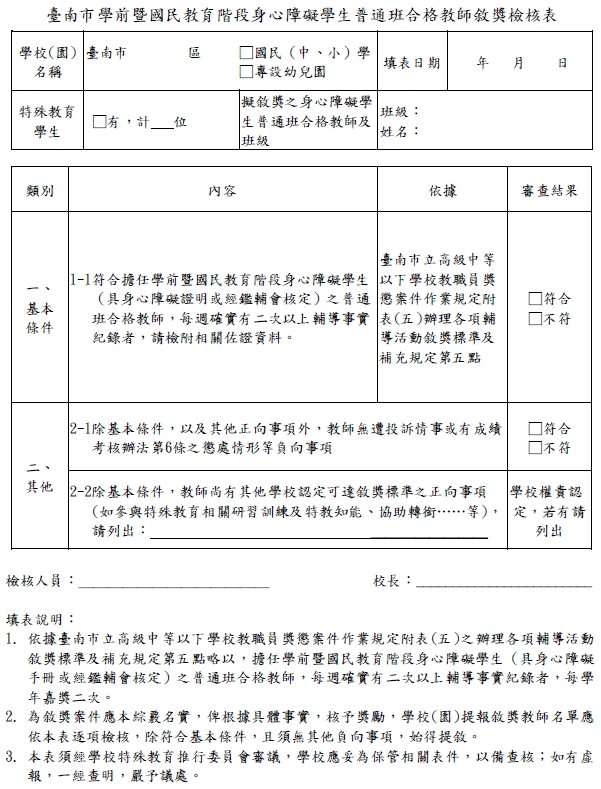 臺南市學前暨國民教育階段身心障礙學生普通班合格教師敘獎檢核表
學校(園)
名稱
臺南市　　　　區
□國民（中、小）學
□專設幼兒園
填表日期
年　月　日
特殊教育
學生
□有，計___位
擬敘獎之身心障礙學
生普通班合格教師及
班級
班級：
姓名：
類別
內容
依據
審查結果
一、
基本
條件
1-1符合擔任學前暨國民教育階段身心障礙學生
（具身心障礙證明或經鑑輔會核定）之普通
班合格教師，每週確實有二次以上輔導事實
紀錄者，請檢附相關佐證資料。
臺南市立高級中等
以下學校教職員獎
懲案件作業規定附
表(五)辦理各項輔
導活動敘獎標準及
補充規定第五點
□符合
□不符
二、
其他
2-1除基本條件，以及其他正向事項外，教師無遭投訴情事或有成績
考核辦法第6條之懲處情形等負向事項
□符合
□不符
2-2除基本條件，教師尚有其他學校認定可達敘獎標準之正向事項
（如參與特殊教育相關研習訓練及特教知能、協助轉銜……等），
請列出：
學校權責認
定，若有請
列出
檢核人員：
校長：
填表說明：
1. 依據臺南市立高級中等以下學校教職員獎懲案件作業規定附表(五)之辦理各項輔導活動
敘獎標準及補充規定第五點略以，擔任學前暨國民教育階段身心障礙學生（具身心障礙
手冊或經鑑輔會核定）之普通班合格教師，每週確實有二次以上輔導事實紀錄者，每學
年嘉獎二次。
2. 為敘獎案件應本綜覈名實，俾根據具體事實，核予獎勵，學校(園)提報敘獎教師名單應
依本表逐項檢核，除符合基本條件，且須無其他負向事項，始得提敘。
3. 本表須經學校特殊教育推行委員會審議，學校應妥為保管相關表件，以備查核；如有虛
報，一經查明，嚴予議處。